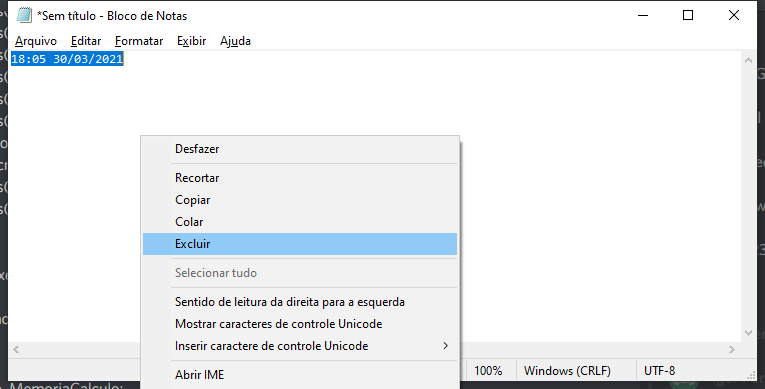 *Sem título - Bloco de Notas
Arquivo Editar Formatar Exibir Ajuda
18:05 30/03/2021
Desfazer
Recortar
Copiar
Colar
Excluir
Selecionar tudo
Sentido de leitura da direita para a esquerda
Mostrar caracteres de controle Unicode
Inserir caractere de controle Unicode
Abrir IME
100% Windows (CRLF) UTF-8
MemoriaCalculo: